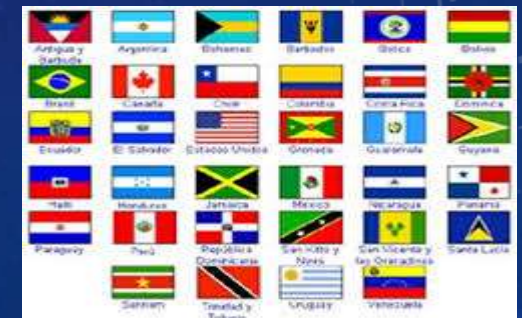 Antigua y Argentina Bahamas Barbados Belice Bolivia
Barbuda
Brasil Canadá Chile Colombia Costa Rica Dominica
Ecuador El Salvador Estados Unidos Grenada Guatemala Guyana
Haití Honduras Jamaica México Nicaragua Panamá
Paraguay Perú República San Kitts y San Vicente y Santa Lucía
Dominicana Nevis las Granadinas
Surinam Trinidad y Uruguay Venezuela